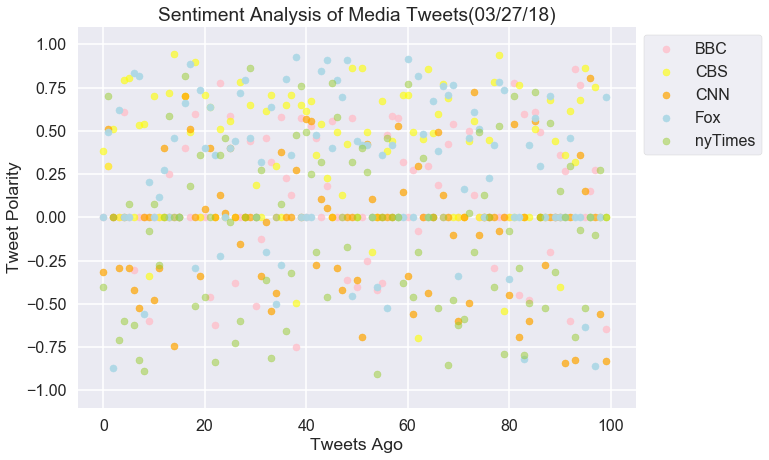 Sentiment Analysis of Media Tweets(03/27/18)
BBC
CBS
CNN
Fox
nyTimes
1.00
0.75
0.50
0.25
0.00
−0.25
−0.50
−0.75
−1.00
Tweet Polarity
0 20 40 60 80 100
Tweets Ago